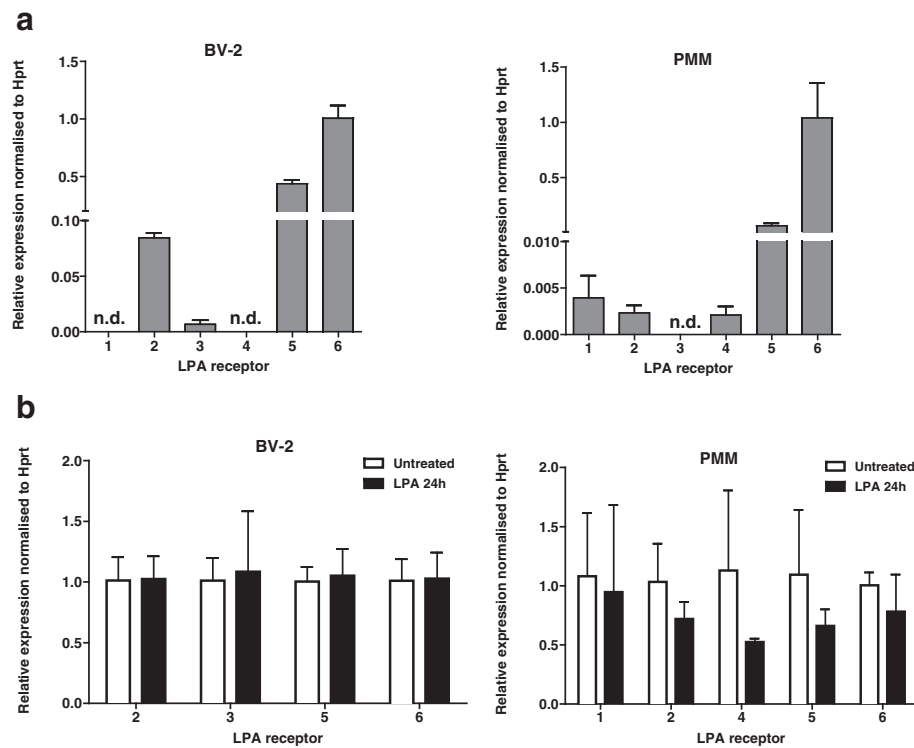 a
BV-2
Relative expression normalised to Hprt
1.5
1.0
0.5
0.10
0.05
0.00
n.d.
n.d.
1 2 3 4 5 6
LPA receptor
PMM
Relative expression normalised to Hprt
1.5
1.0
0.5
0.010
0.005
0.000
n.d.
1 2 3 4 5 6
LPA receptor
b
BV-2
Relative expression normalised to Hprt
2.0
1.5
1.0
0.5
0.0
Untreated
LPA 24h
2 3 5 6
LPA receptor
PMM
Relative expression normalised to Hprt
2.0
1.5
1.0
0.5
0.0
Untreated
LPA 24h
1 2 4 5 6
LPA receptor